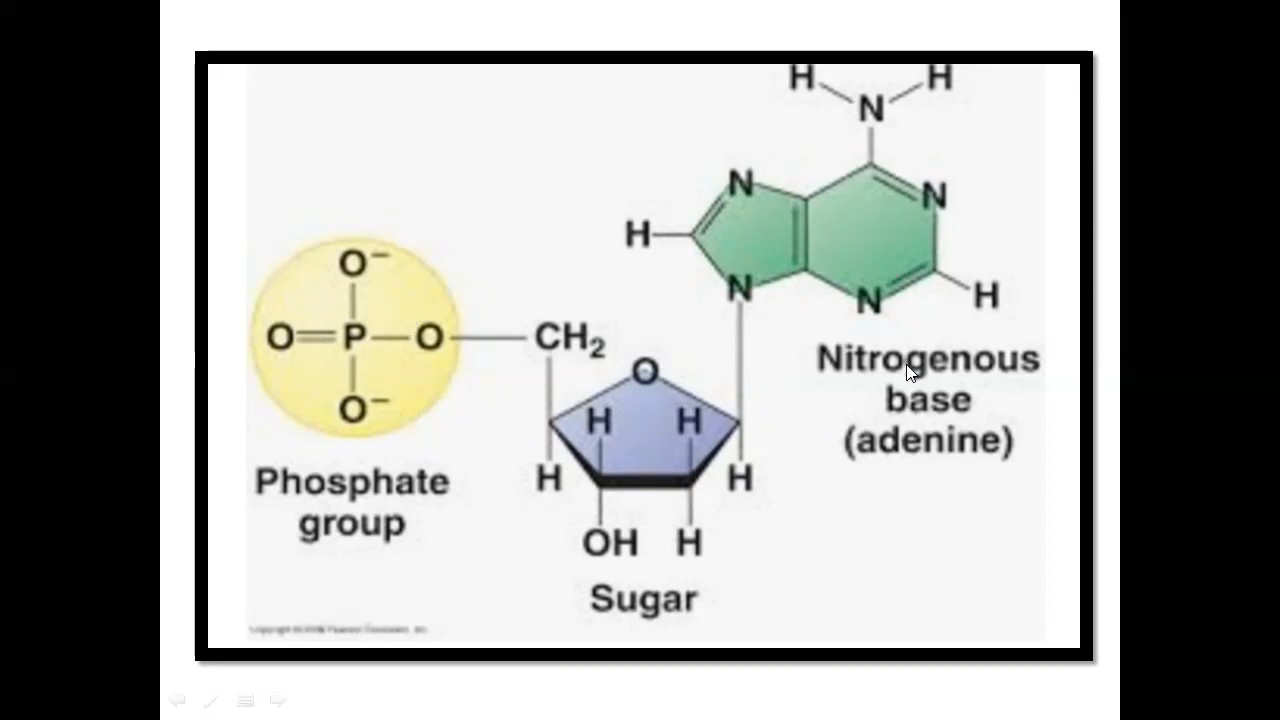 H H
N
N
N
H
N
N
H
O⁻
O=P—O
CH₂
O⁻
O
H H
H
H
OH H
Nitrogenous
base
(adenine)
Phosphate
group
Sugar